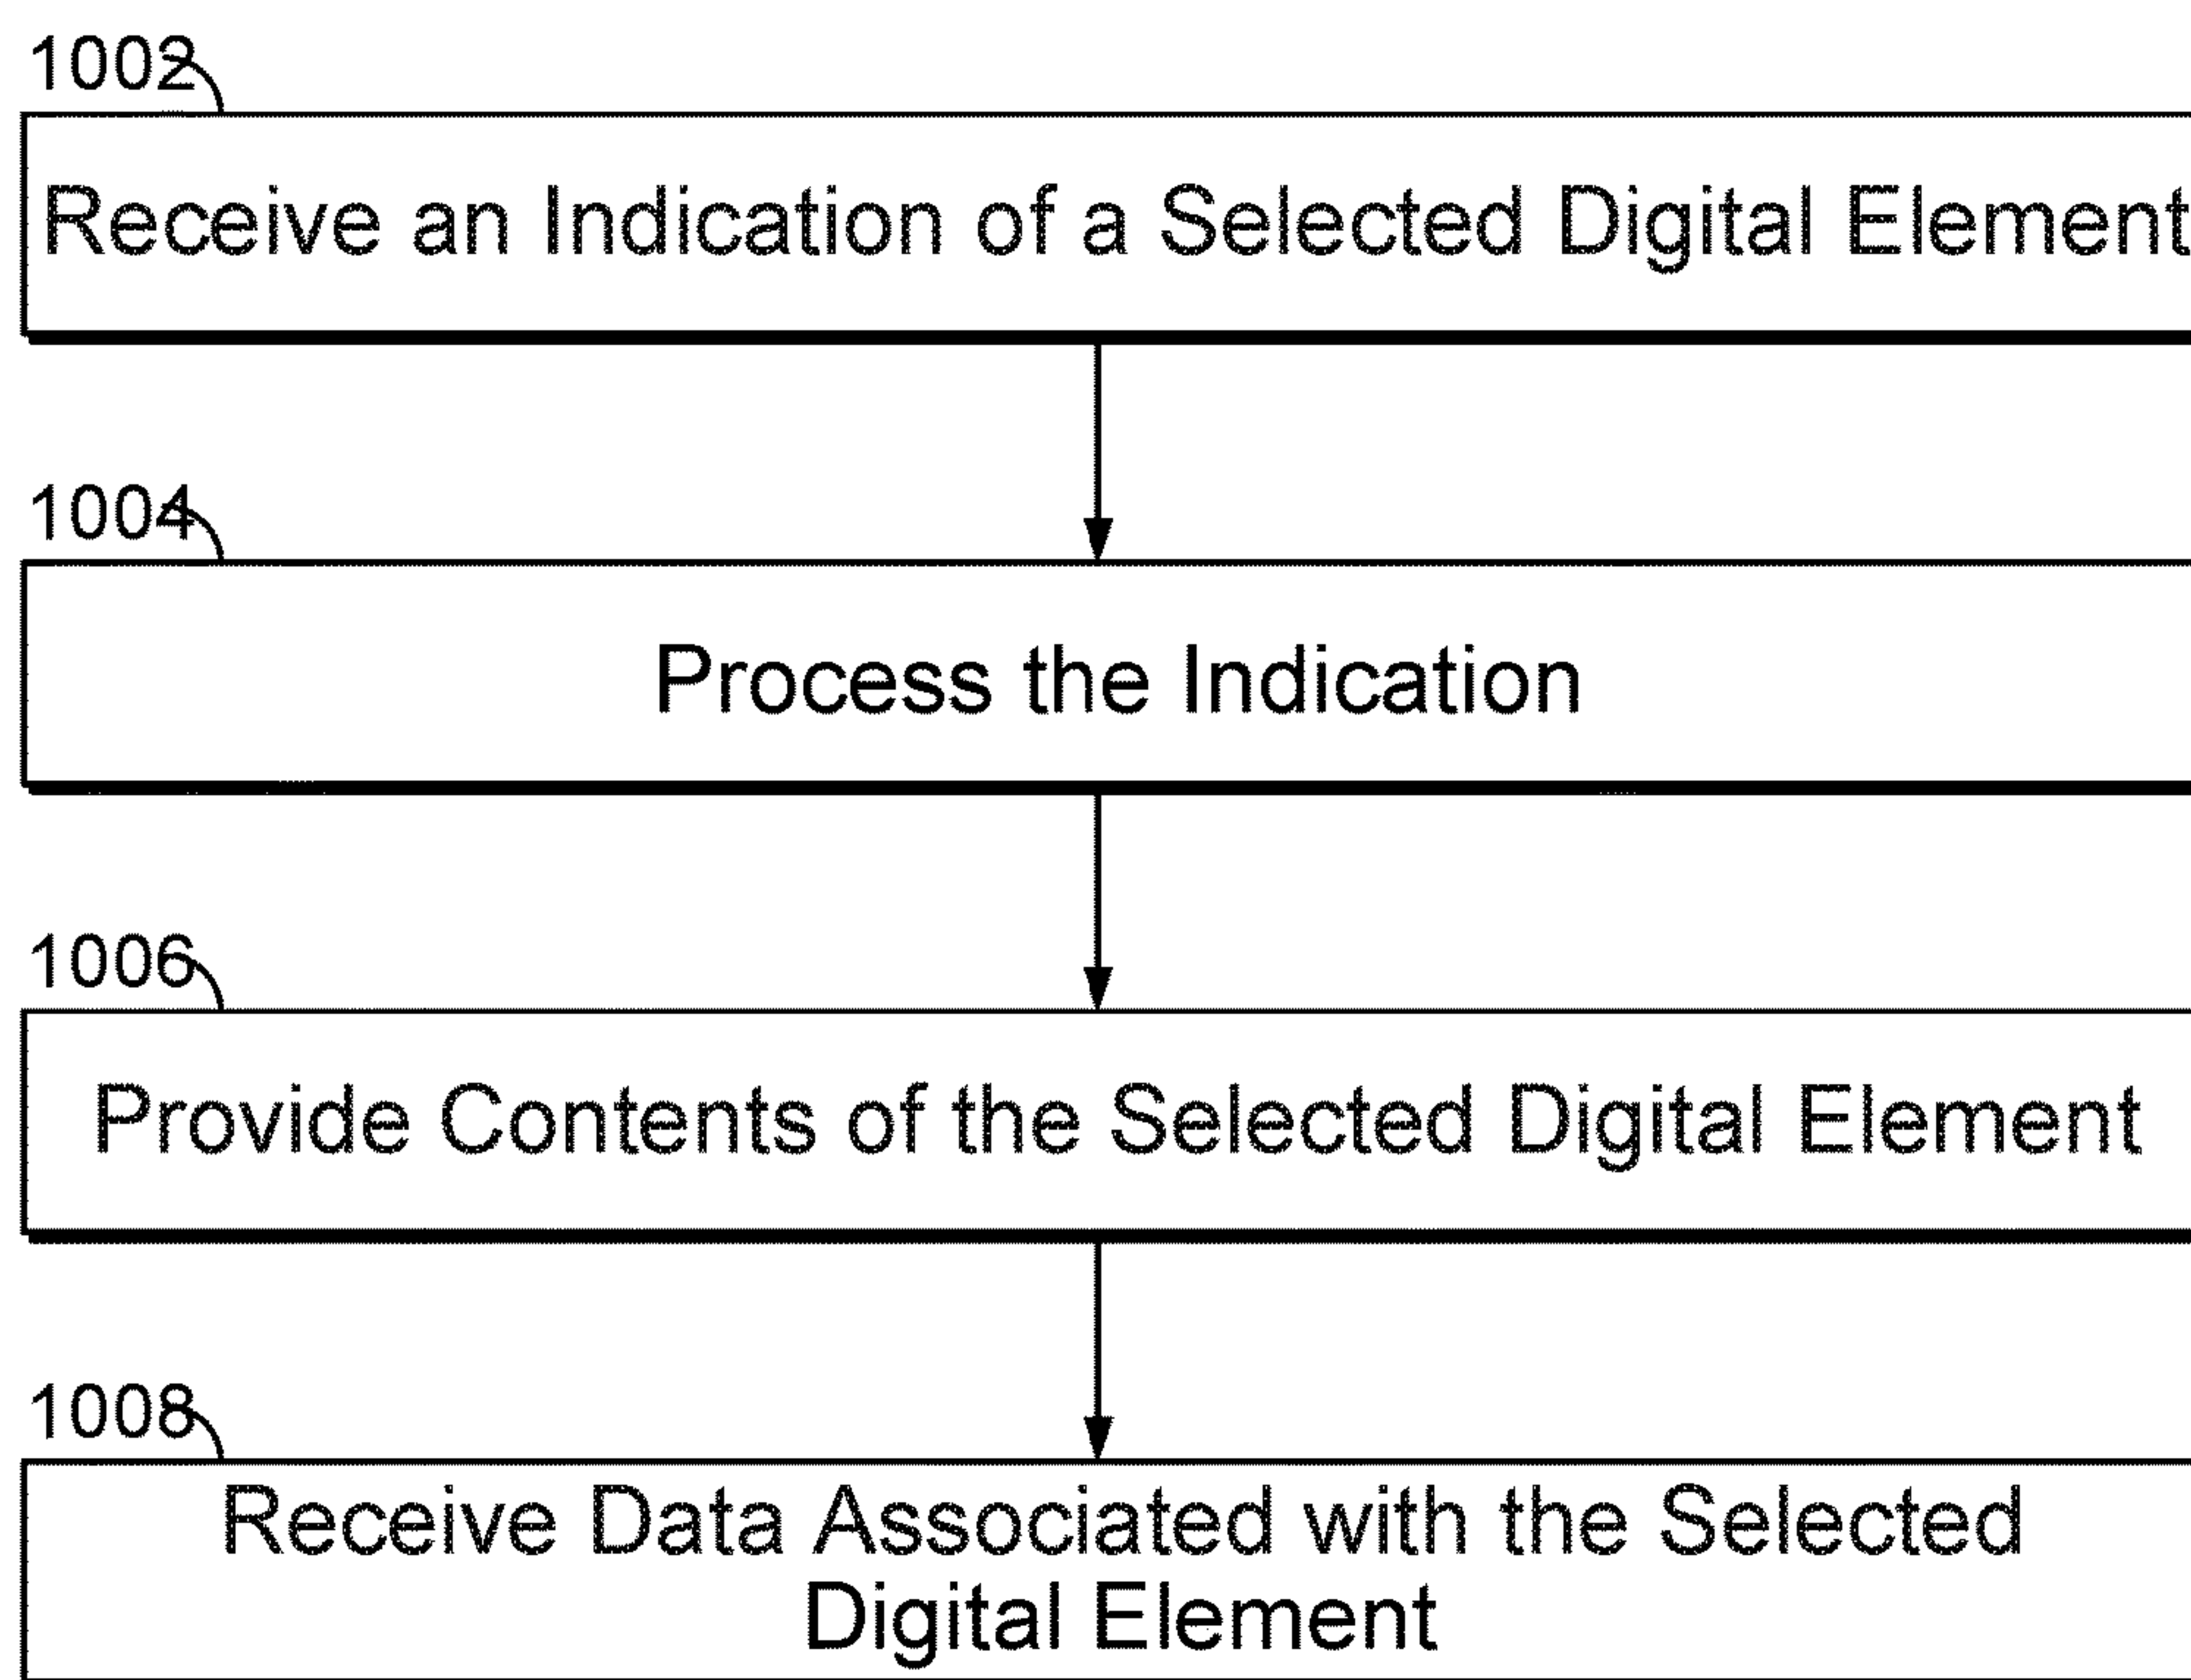 1002
Receive an Indication of a Selected Digital Element
1004
Process the Indication
1006
Provide Contents of the Selected Digital Element
1008
Receive Data Associated with the Selected
Digital Element